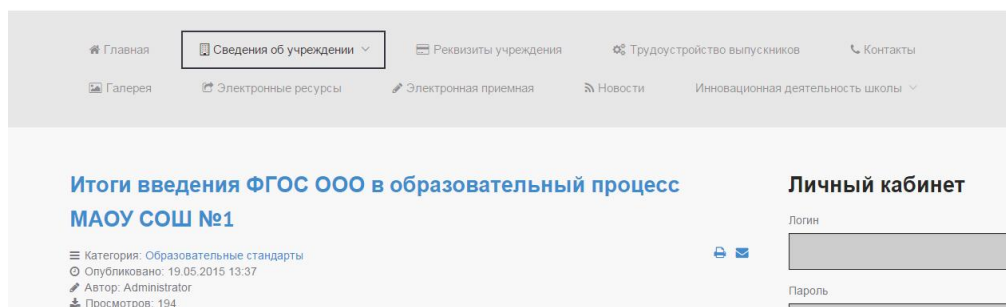 Главная Сведения об учреждении Реквизиты учреждения Трудоустройство выпускников Контакты
Галерея Электронные ресурсы Электронная приемная Новости Инновационная деятельность школы
Итоги введения ФГОС ООО в образовательный процесс
МАОУ СОШ №1
Категория: Образовательные стандарты
Опубликовано: 19.05.2015 13:37
Автор: Administrator
Просмотров: 194
Личный кабинет
Логин
Пароль